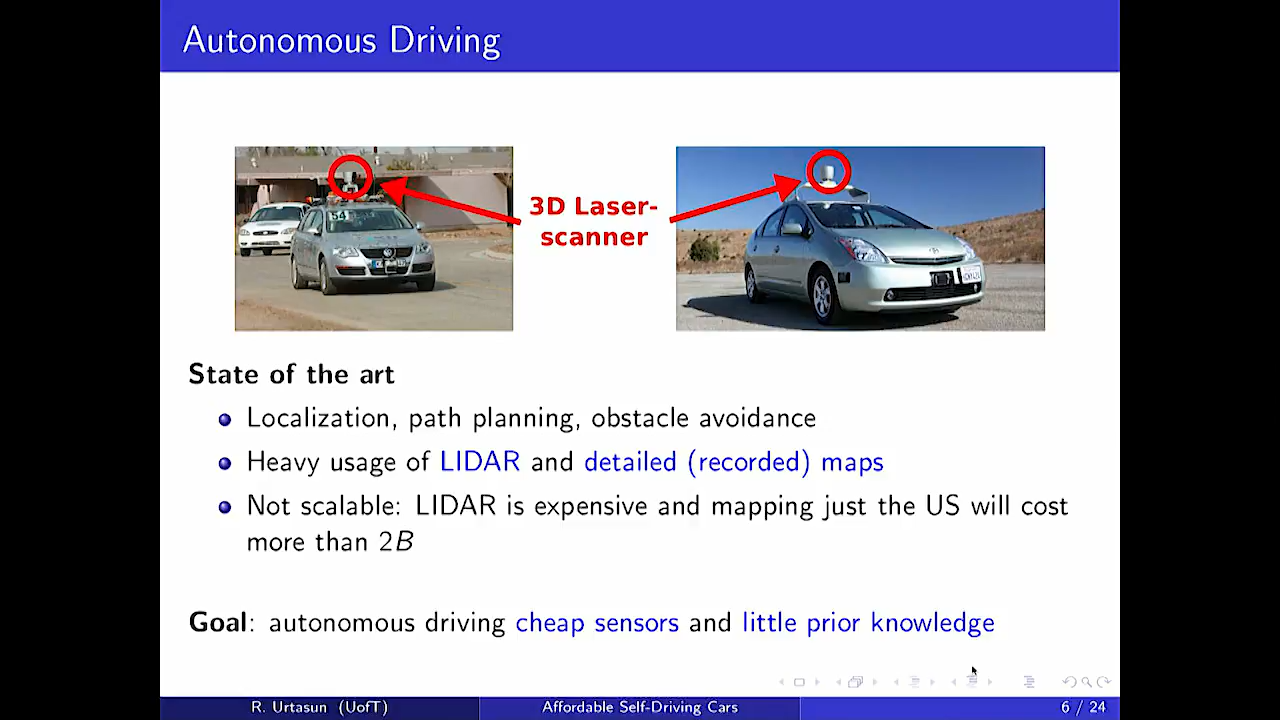 Autonomous Driving
54
3D Laser-
scanner
State of the art
Localization, path planning, obstacle avoidance
Heavy usage of LIDAR and detailed (recorded) maps
Not scalable: LIDAR is expensive and mapping just the US will cost
more than 2B
Goal: autonomous driving cheap sensors and little prior knowledge
R. Urtasun (UofT)
Affordable Self-Driving Cars
6 / 24